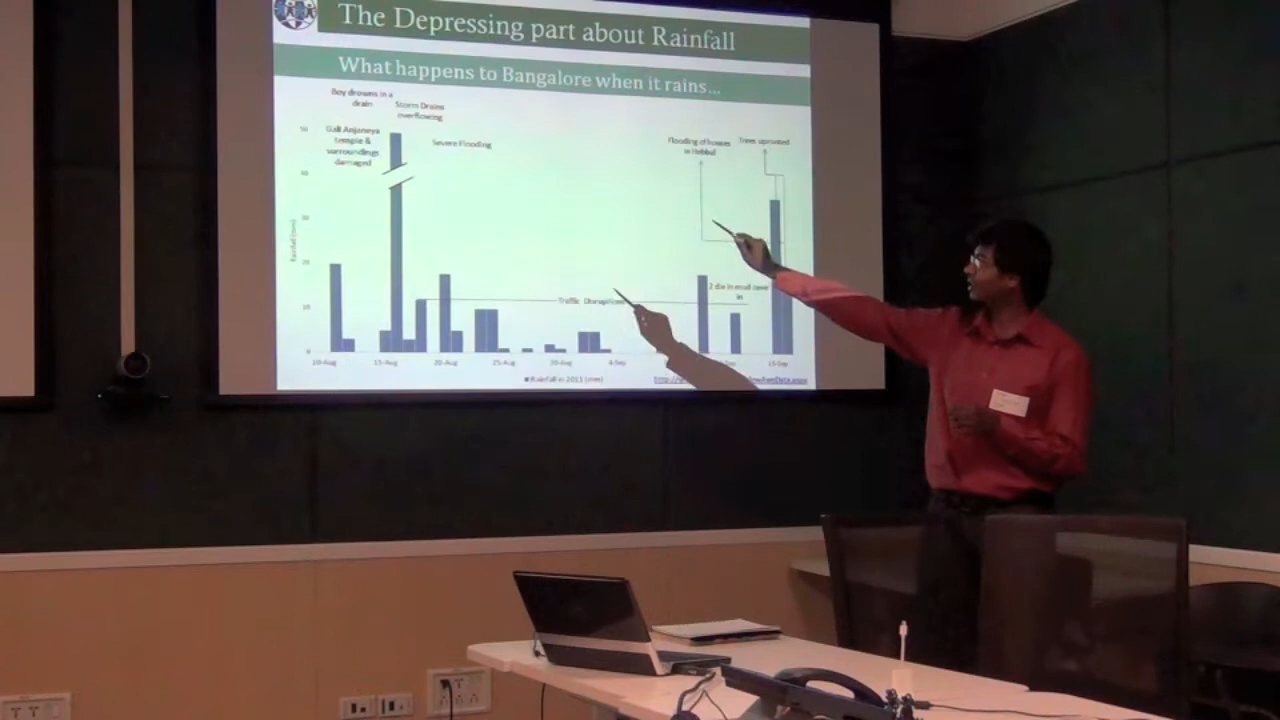 The Depressing part about Rainfall
What happens to Bangalore when it rains...
Boy drowns in a
drain
Storm Drains
overflowing
Gali Anjaneya
temple &
surroundings
damaged
Severe Flooding
Flooding of houses
in Hebbal
Trees uprooted
50
40
30
20
10
0
Rainfall (mm)
Traffic Disruption
2 die in
10-Aug
15-Aug
20-Aug
25-Aug
30-Aug
4-Sep
15-Sep
Rainfall in 2011 (mm)